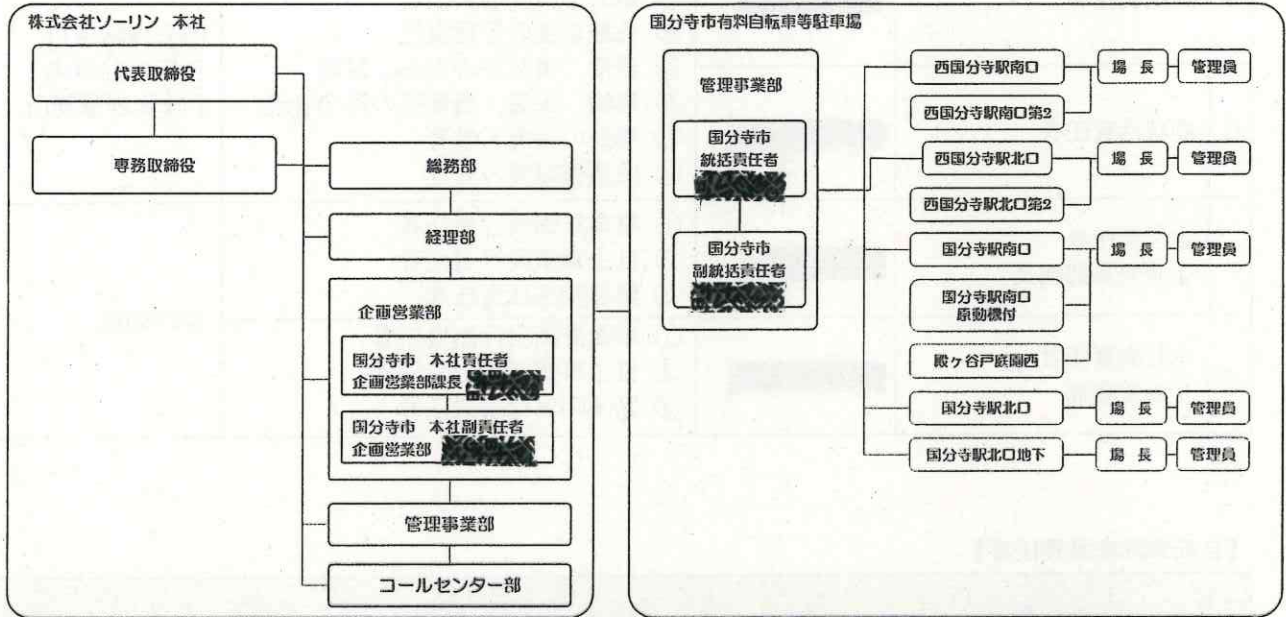 株式会社ソーリン 本社
代表取締役
専務取締役
総務部
経理部
企画営業部
国分寺市 本社責任者
企画営業部課長
国分寺市 本社副責任者
企画営業部
管理事業部
コールセンター部
国分寺市有料自転車等駐車場
管理事業部
国分寺市
統括責任者
国分寺市
副統括責任者
西国分寺駅南口
場 長
管理員
西国分寺駅南口第2
西国分寺駅北口
場 長
管理員
西国分寺駅北口第2
国分寺駅南口
場 長
管理員
国分寺駅南口
原動機付
殿ヶ谷戸庭園西
国分寺駅北口
場 長
管理員
国分寺駅北口地下
場 長
管理員